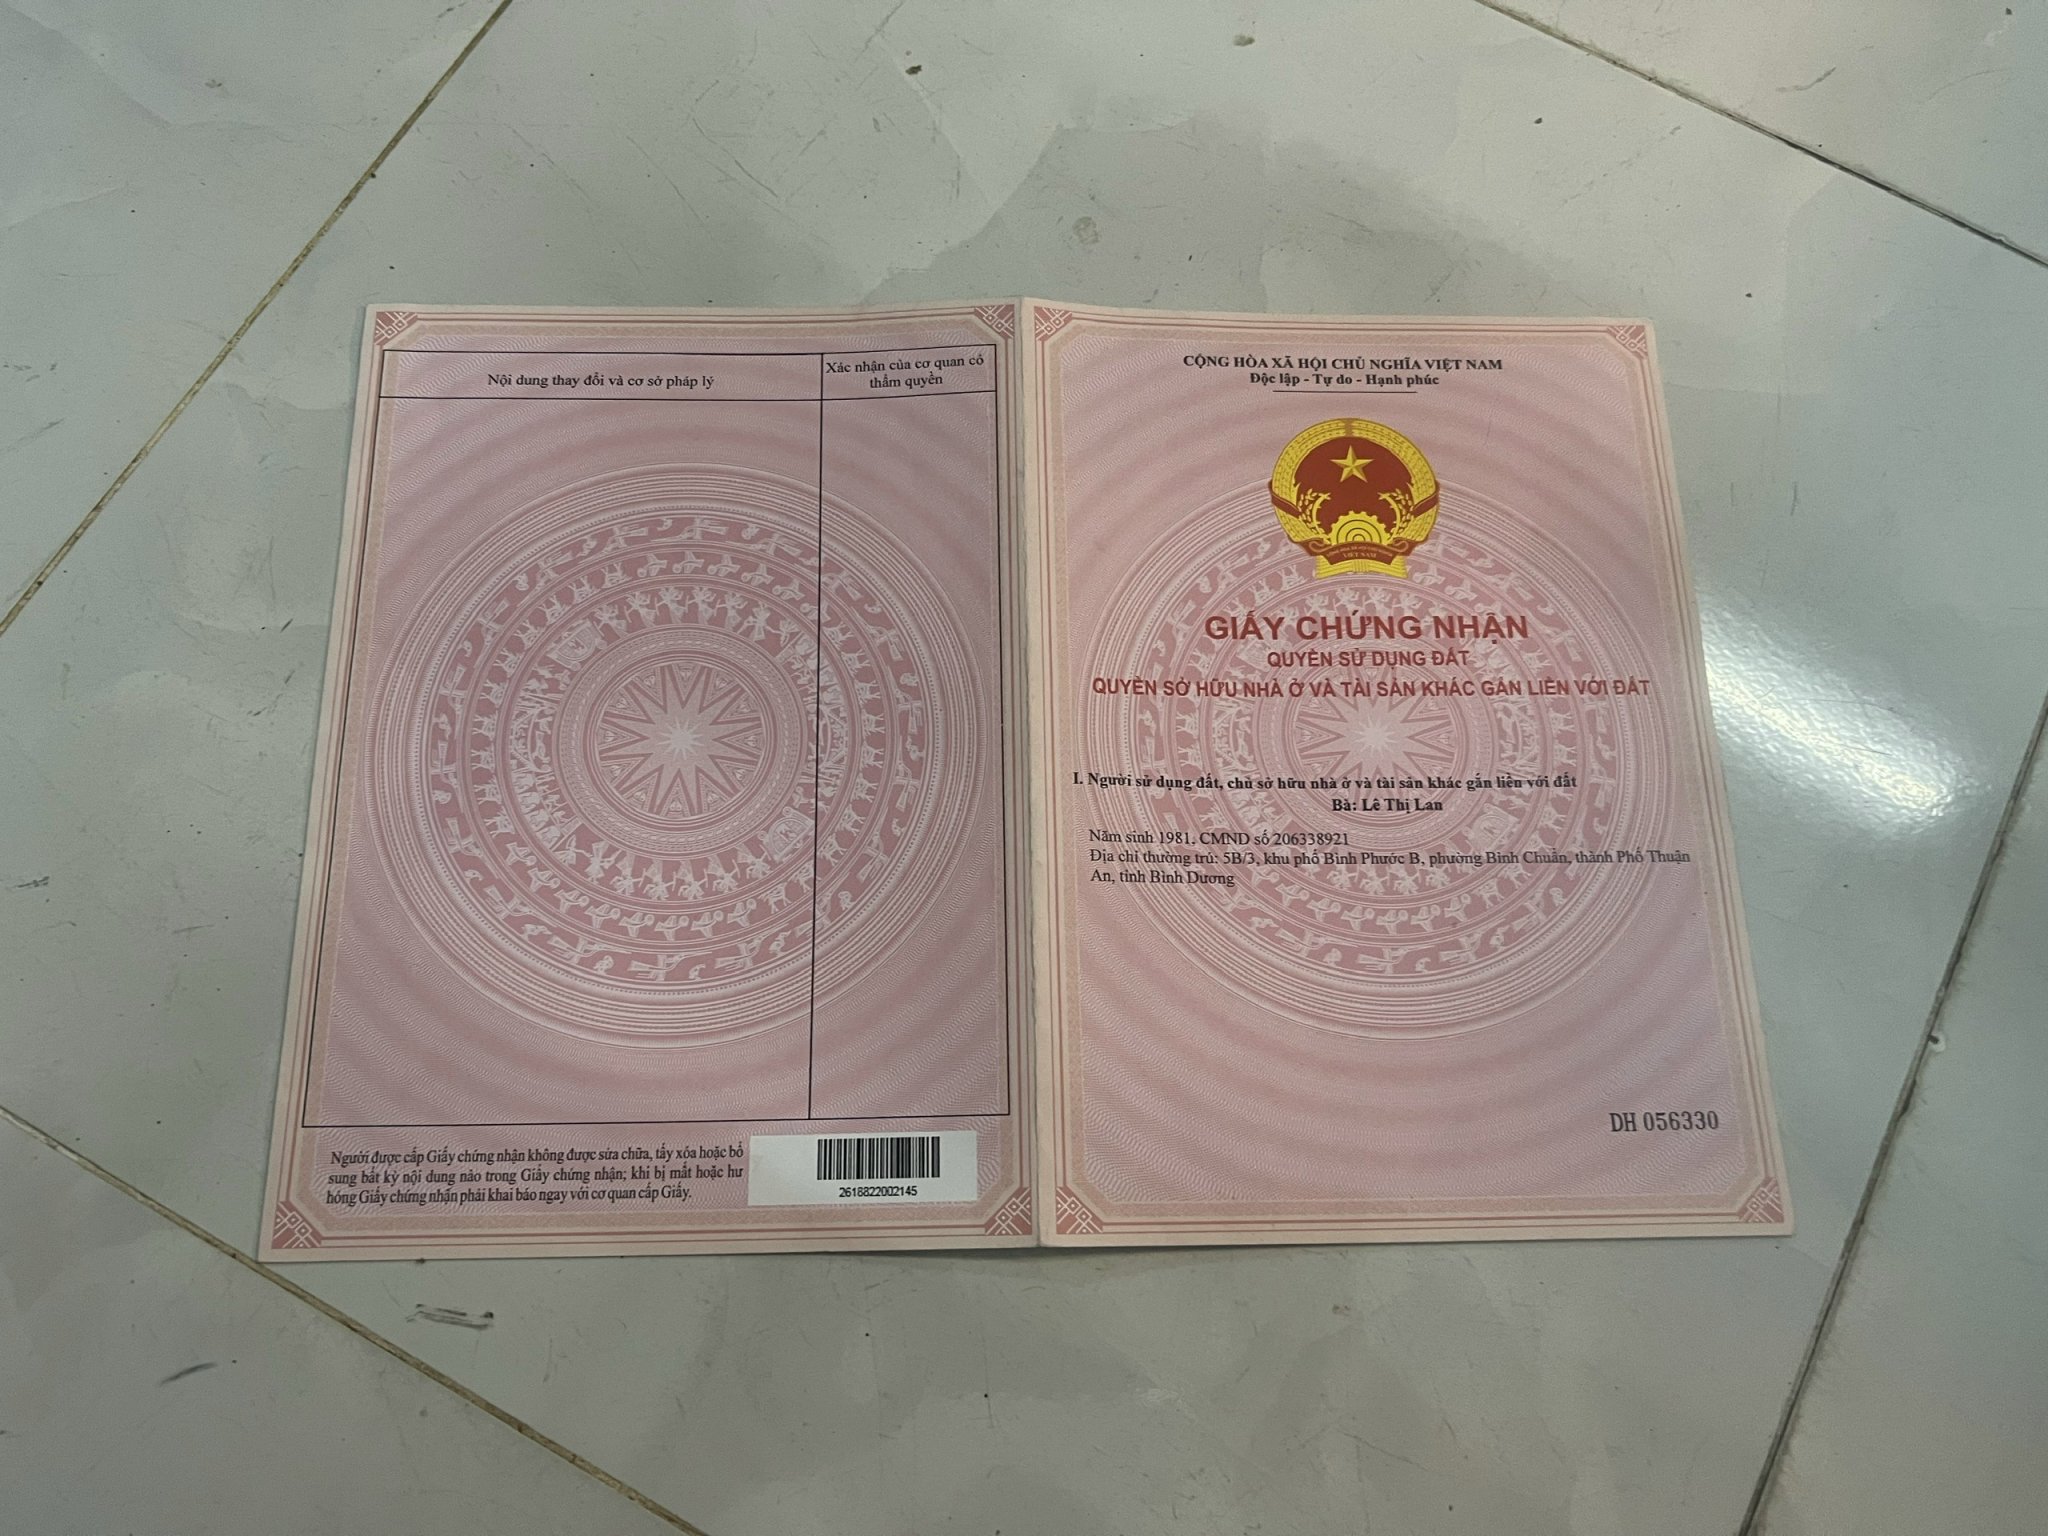 Nội dung thay đổi và cơ sở pháp lý
Xác nhận của cơ quan có
thẩm quyền
Người được cấp Giấy chứng nhận không được sửa chữa, tẩy xóa hoặc bổ
sung bất kỳ nội dung nào trong Giấy chứng nhận; khi bị mất hoặc hư
hỏng Giấy chứng nhận phải khai báo ngay với cơ quan cấp Giấy.
2618822002145
CỘNG HÒA XÃ HỘI CHỦ NGHĨA VIỆT NAM
Độc lập - Tự do - Hạnh phúc
VIỆT NAM
GIẤY CHỨNG NHẬN
QUYỀN SỬ DỤNG ĐẤT
QUYỀN SỞ HỮU NHÀ Ở VÀ TÀI SẢN KHÁC GẮN LIỀN VỚI ĐẤT
I. Người sử dụng đất, chủ sở hữu nhà ở và tài sản khác gắn liền với đất
Bà: Lê Thị Lan
Năm sinh 1981, CMND số 206338921
Địa chỉ thường trú: 5B/3, khu phố Bình Phước B, phường Bình Chuẩn, thành Phố Thuận
An, tỉnh Bình Dương
DH 056330